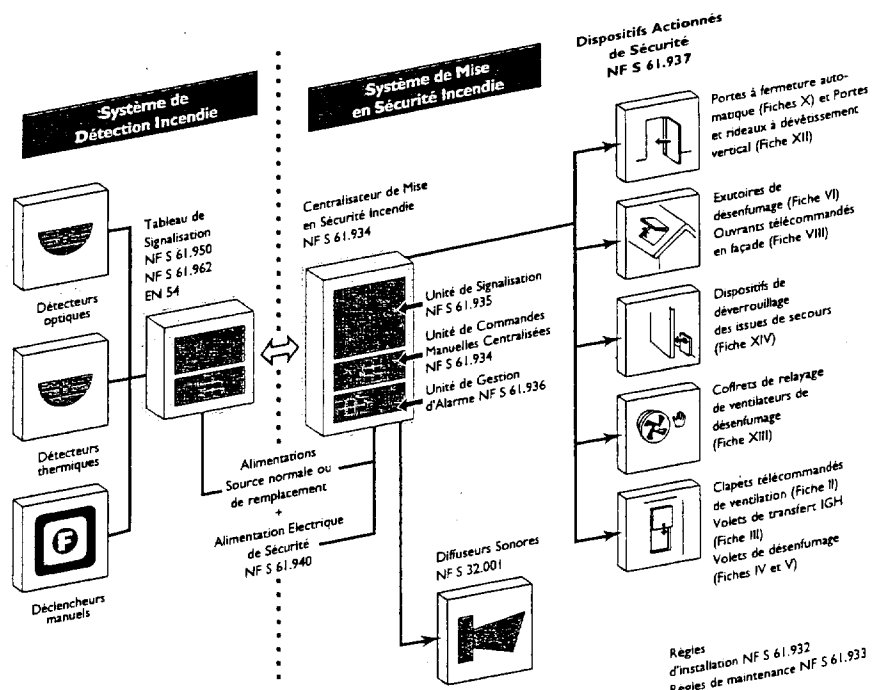 Dispositifs Actionnés
de Sécurité
NF S 61.937
Système de
Détection Incendie
Système de Mise
en Sécurité Incendie
Portes à fermeture auto-
matique (Fiches X) et Portes
et rideaux à dévêtissement
vertical (Fiche XII)
Tableau de
Signalisation
NF S 61.950
NF S 61.962
EN 54
Centralisateur de Mise
en Sécurité Incendie
NF S 61.934
Exutoires de
désenfumage (Fiche VI)
Ouvrants télécommandés
en façade (Fiche VIII)
Détecteurs
optiques
Unité de Signalisation
NF S 61.935
Unité de Commandes
Manuelles Centralisées
NF S 61.934
Unité de Gestion
d'Alarme NF S 61.936
Dispositifs de
déverrouillage
des issues de secours
(Fiche XIV)
Détecteurs
thermiques
Coffrets de relayage
de ventilateurs de
désenfumage
(Fiche XIII)
Alimentations
Source normale ou
de remplacement
+
Alimentation Electrique
de Sécurité
NF S 61.940
Clapets télécommandés
de ventilation (Fiche II)
Volets de transfert IGH
(Fiche III)
Volets de désenfumage
(Fiches IV et V)
F
Déclencheurs
manuels
Diffuseurs Sonores
NF S 32.001
Règles
d'installation NF S 61.932
Règles de maintenance NF S 61.933